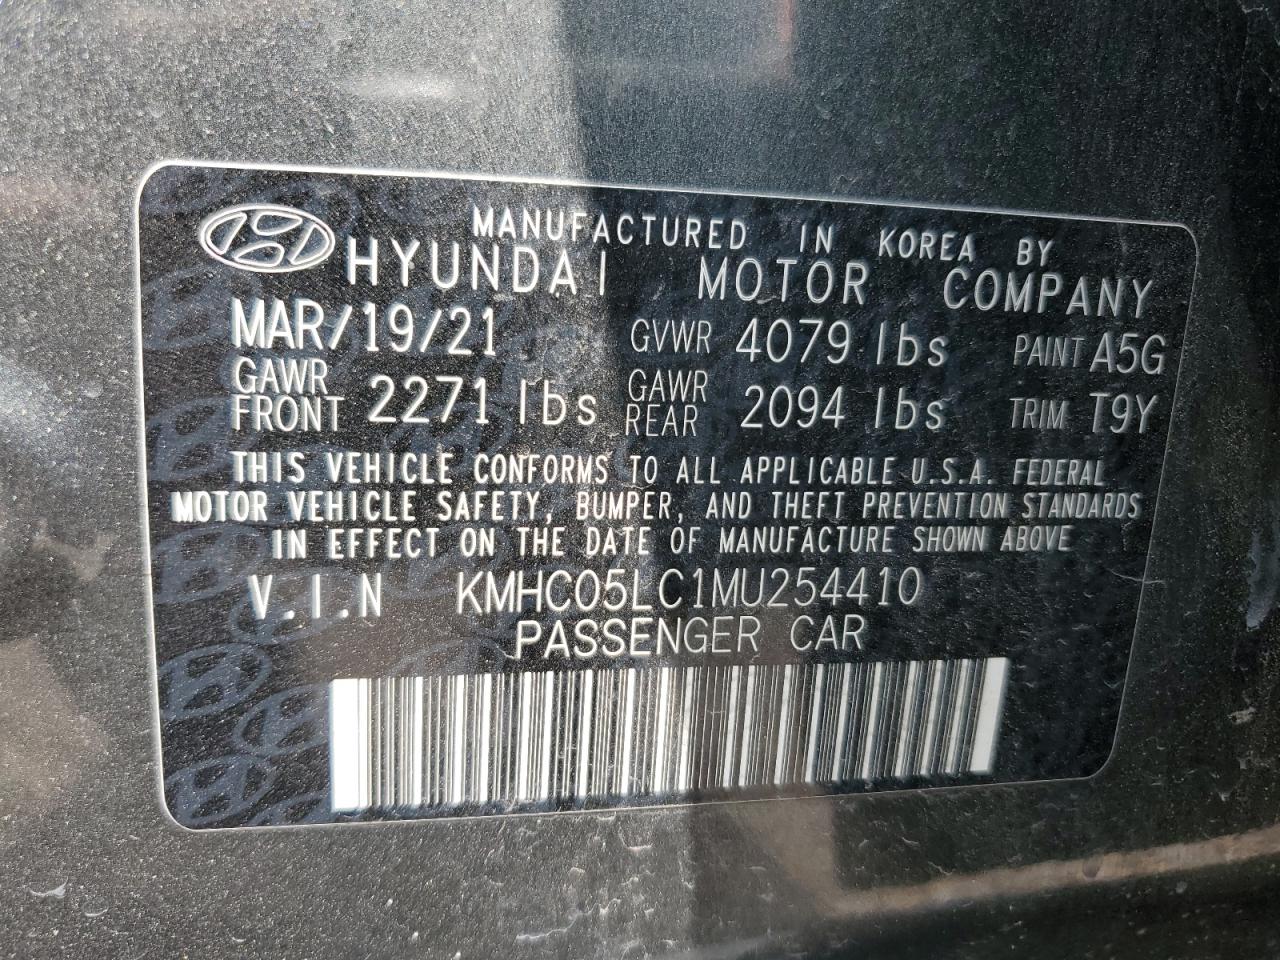 MANUFACTURED IN KOREA BY
HYUNDAI MOTOR COMPANY
MAR/19/21 GVWR 4079 lbs PAINT A5G
GAWR FRONT 2271 lbs GAWR REAR 2094 lbs TRIM T9Y
THIS VEHICLE CONFORMS TO ALL APPLICABLE U.S.A. FEDERAL
MOTOR VEHICLE SAFETY, BUMPER, AND THEFT PREVENTION STANDARDS
IN EFFECT ON THE DATE OF MANUFACTURE SHOWN ABOVE
V.I.N KMHC05LC1MU254410
PASSENGER CAR